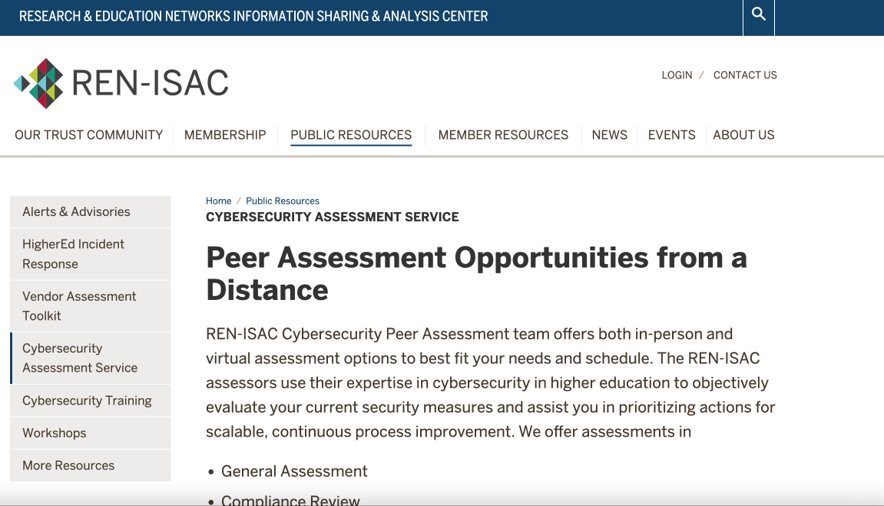 RESEARCH & EDUCATION NETWORKS INFORMATION SHARING & ANALYSIS CENTER
REN-ISAC
LOGIN / CONTACT US
OUR TRUST COMMUNITY MEMBERSHIP PUBLIC RESOURCES MEMBER RESOURCES NEWS EVENTS ABOUT US
Alerts & Advisories
HigherEd Incident
Response
Vendor Assessment
Toolkit
Cybersecurity
Assessment Service
Cybersecurity Training
Workshops
More Resources
Home / Public Resources
CYBERSECURITY ASSESSMENT SERVICE
Peer Assessment Opportunities from a
Distance
REN-ISAC Cybersecurity Peer Assessment team offers both in-person and
virtual assessment options to best fit your needs and schedule. The REN-ISAC
assessors use their expertise in cybersecurity in higher education to objectively
evaluate your current security measures and assist you in prioritizing actions for
scalable, continuous process improvement. We offer assessments in
• General Assessment
• Compliance Review